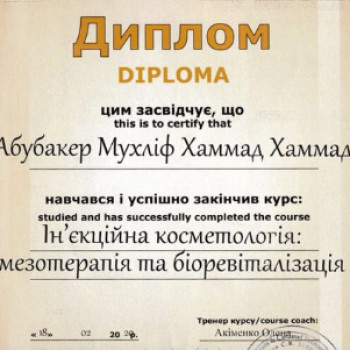 Диплом
DIPLOMA
цим засвідчує, що
this is to certify that
Абубакер Мухліф Хаммад Хаммад
навчався і успішно закінчив курс:
studied and has successfully completed the course
Ін'єкційна косметологія:
мезотерапія та біоревіталізація
Тренер курсу/course coach:
« 18 » 02 2020 р. Акіменко Олена